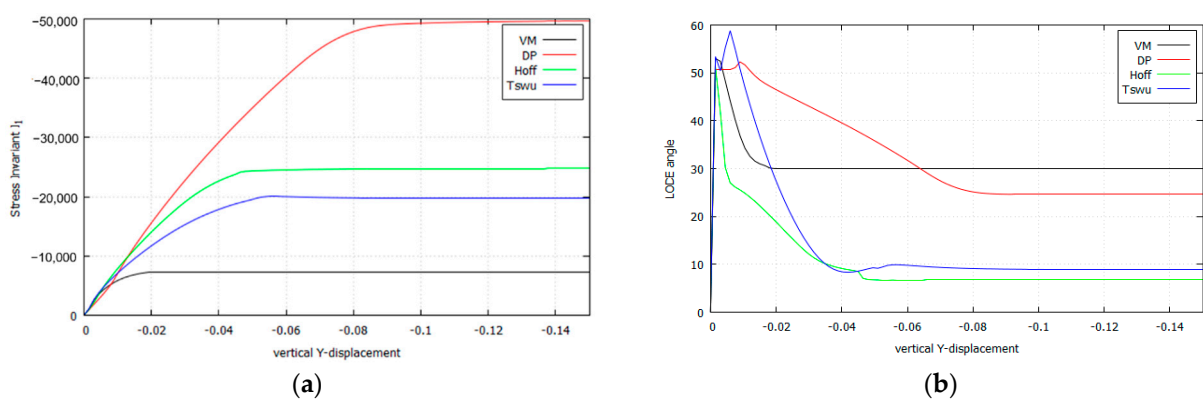 −50,000
−40,000
−30,000
−20,000
−10,000
0
Stress Invariant I1
VM
DP
Hoff
Tswu
0 -0.02 -0.04 -0.06 -0.08 -0.1 -0.12 -0.14
vertical Y-displacement
(a)
60
50
40
30
20
10
0
LODE angle
VM
DP
Hoff
Tswu
0 -0.02 -0.04 -0.06 -0.08 -0.1 -0.12 -0.14
vertical Y-displacement
(b)